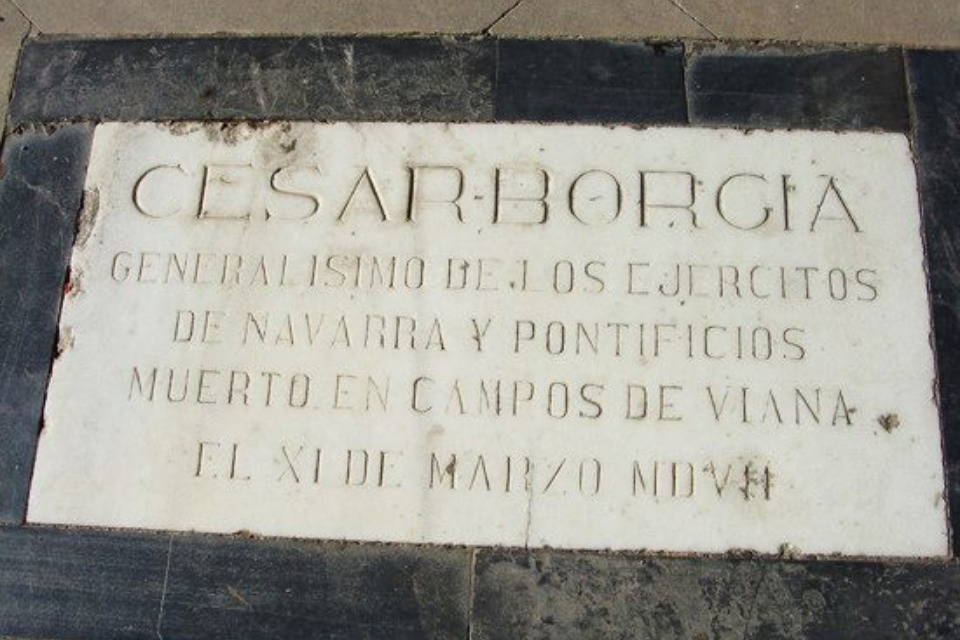 CESAR BORGIA
GENERALISIMO DE LOS EJERCITOS
DE NAVARRA Y PONTIFICIOS
MUERTO EN CAMPOS DE VIANA
EL XI DE MARZO MDVII